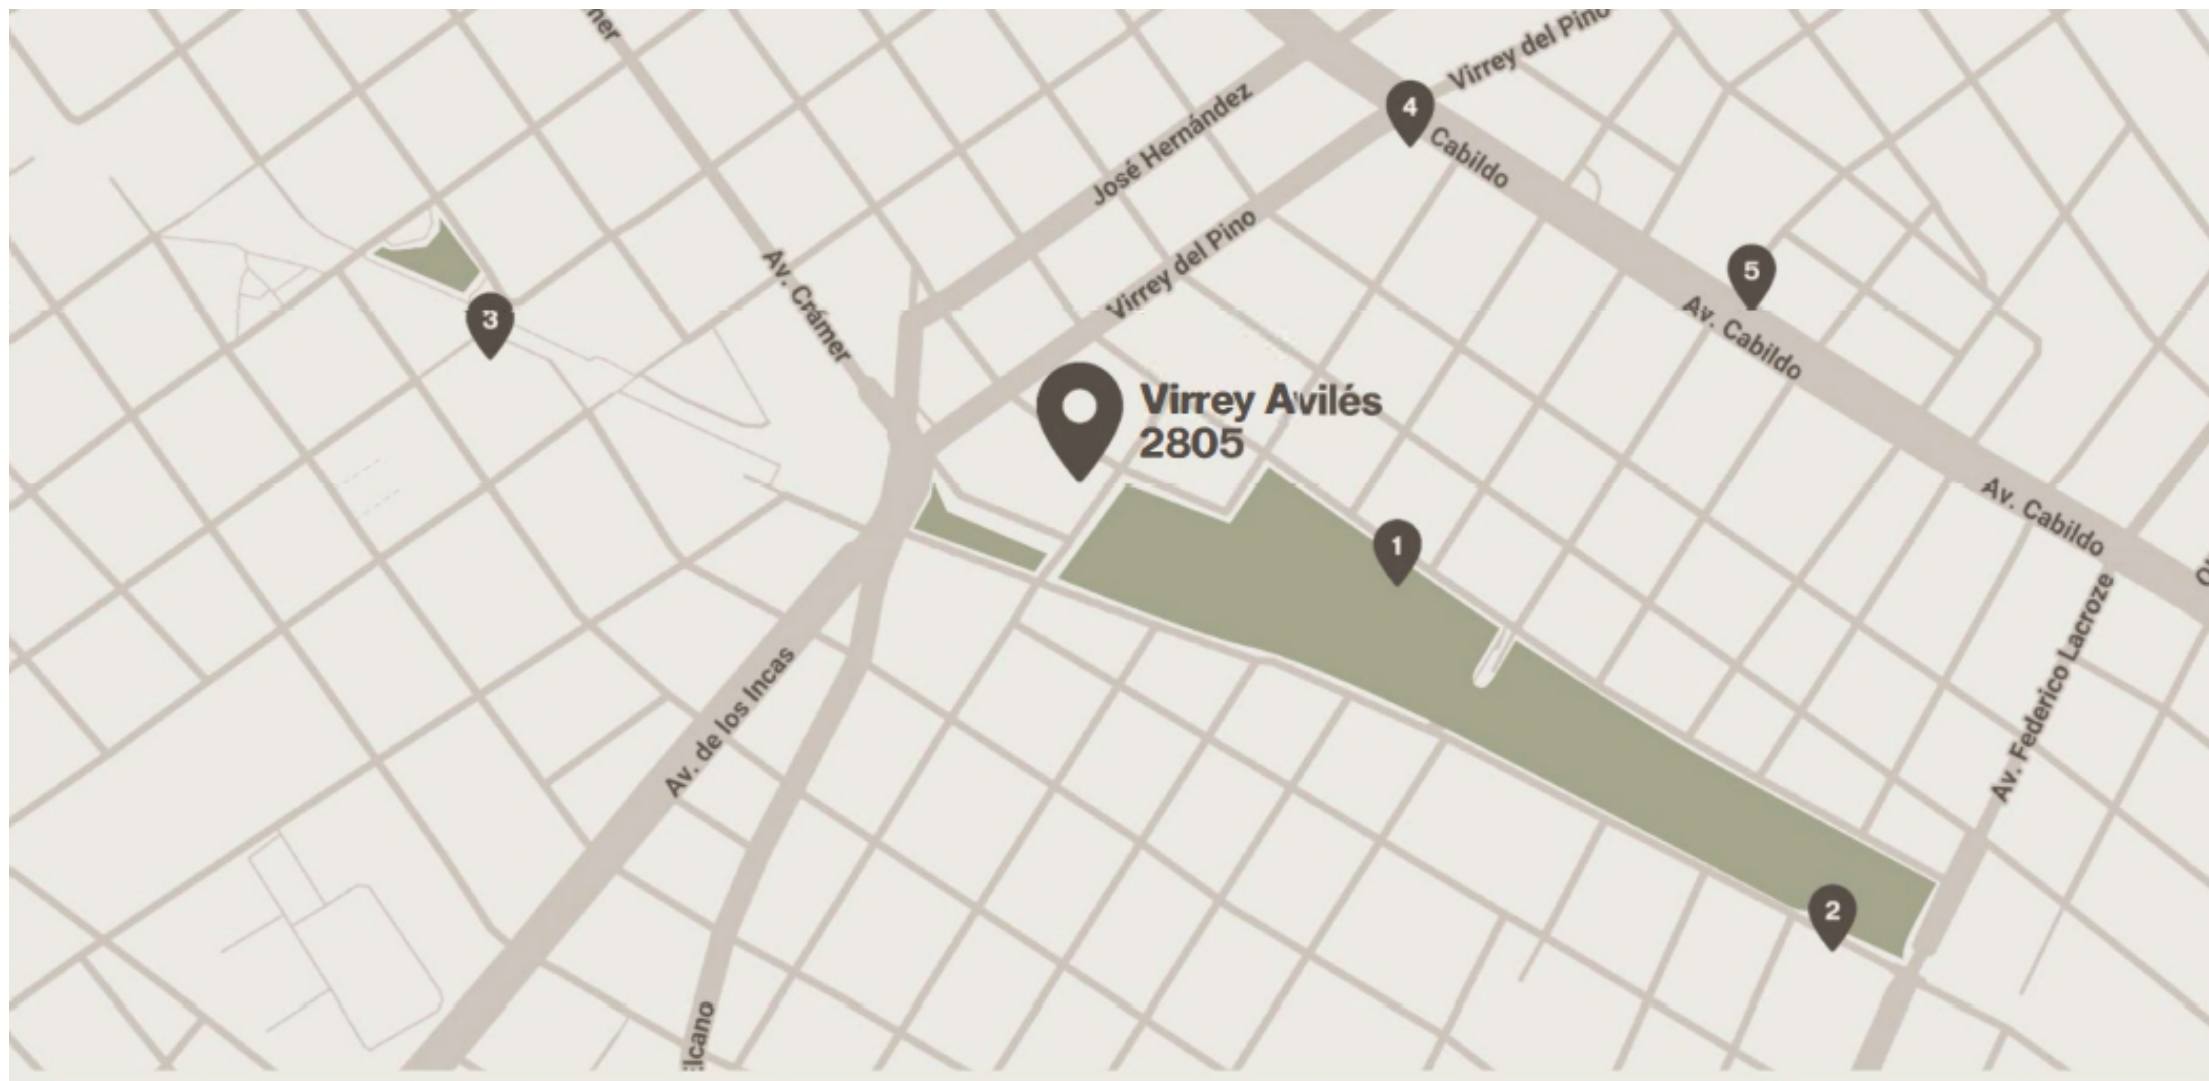 Virrey del Pino
4
Cabildo
José Hernández
Virrey del Pino
Av. Crámer
5
Av. Cabildo
3
Virrey Avilés
2805
Av. Cabildo
1
Av. Federico Lacroze
Av. de los Incas
2